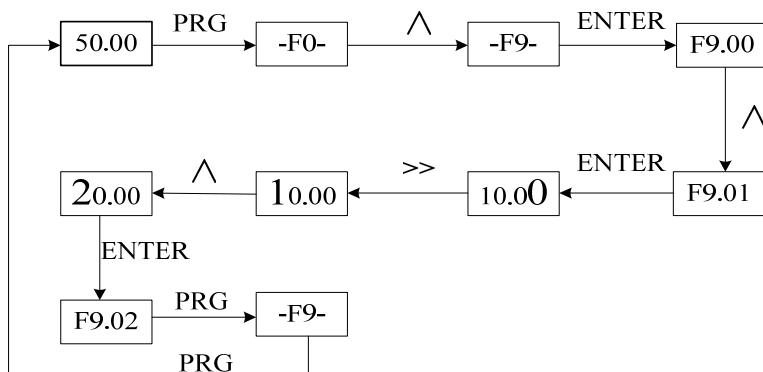 50.00 PRG -F0- ∧ -F9- ENTER F9.00
∧
20.00 ∧ 10.00 >> 10.00 ENTER F9.01
ENTER
F9.02 PRG -F9-
PRG